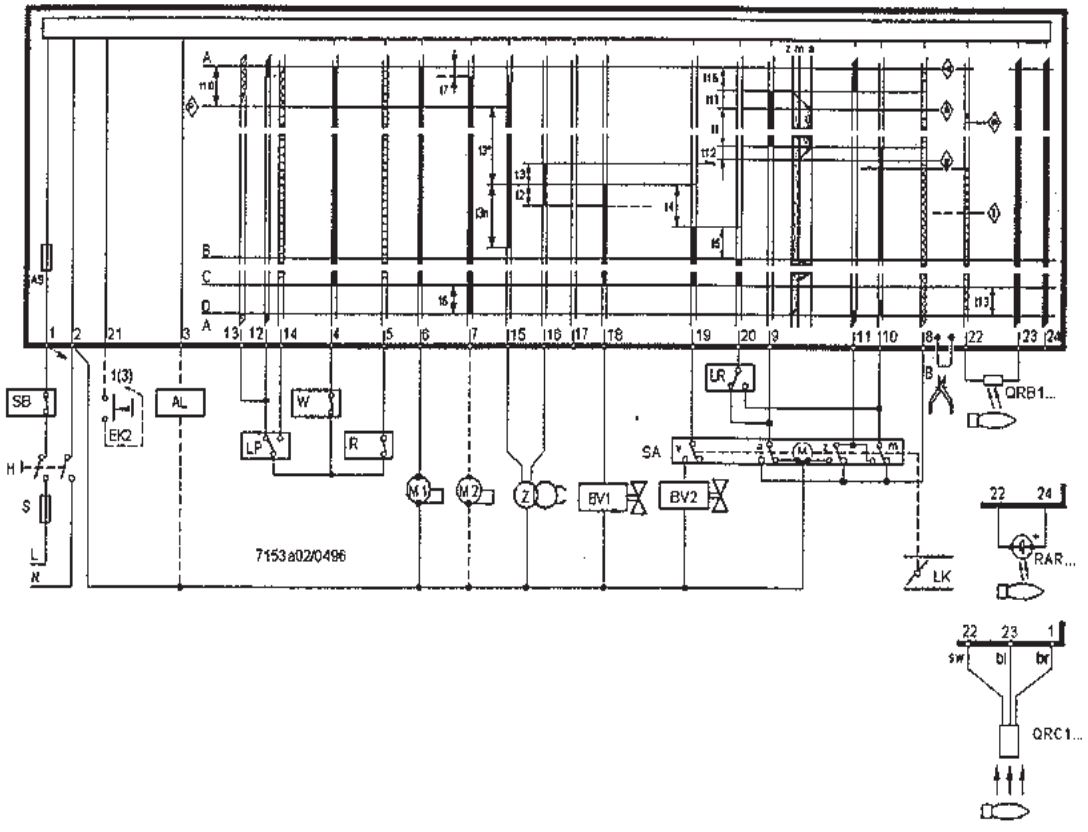 A
t10
P
t7
B
C
D
A
AS
t3*
t3
t2
t3n
t4
t5
t6
z m a
t16
t11
t1
t12
t13
1
2
21
3
13
12
14
4
5
6
7
15
16
17
18
19
20
9
11
10
8
22
23
24
SB
H
S
L
N
1(3)
EK2
AL
LP
W
R
M1
M2
Z
BV1
LR
SA
v
a
M
z
m
BV2
LK
B
QRB1...
7153a02/0496
22 24
+
RAR...
22 23 1
sw bl br
QRC1...